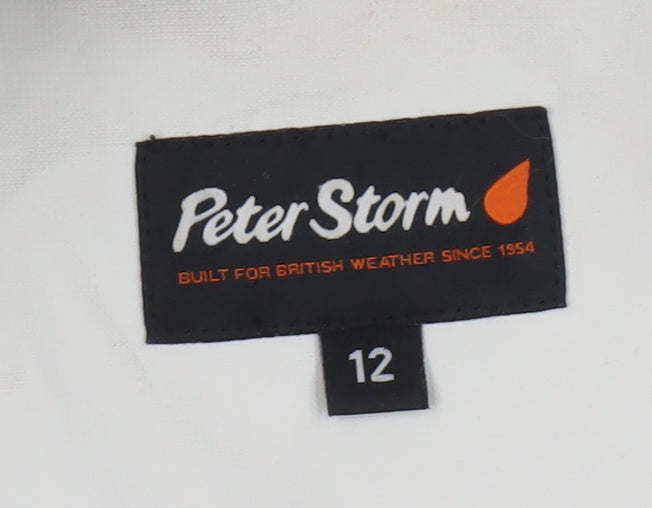 Peter Storm
BUILT FOR BRITISH WEATHER SINCE 1954
12